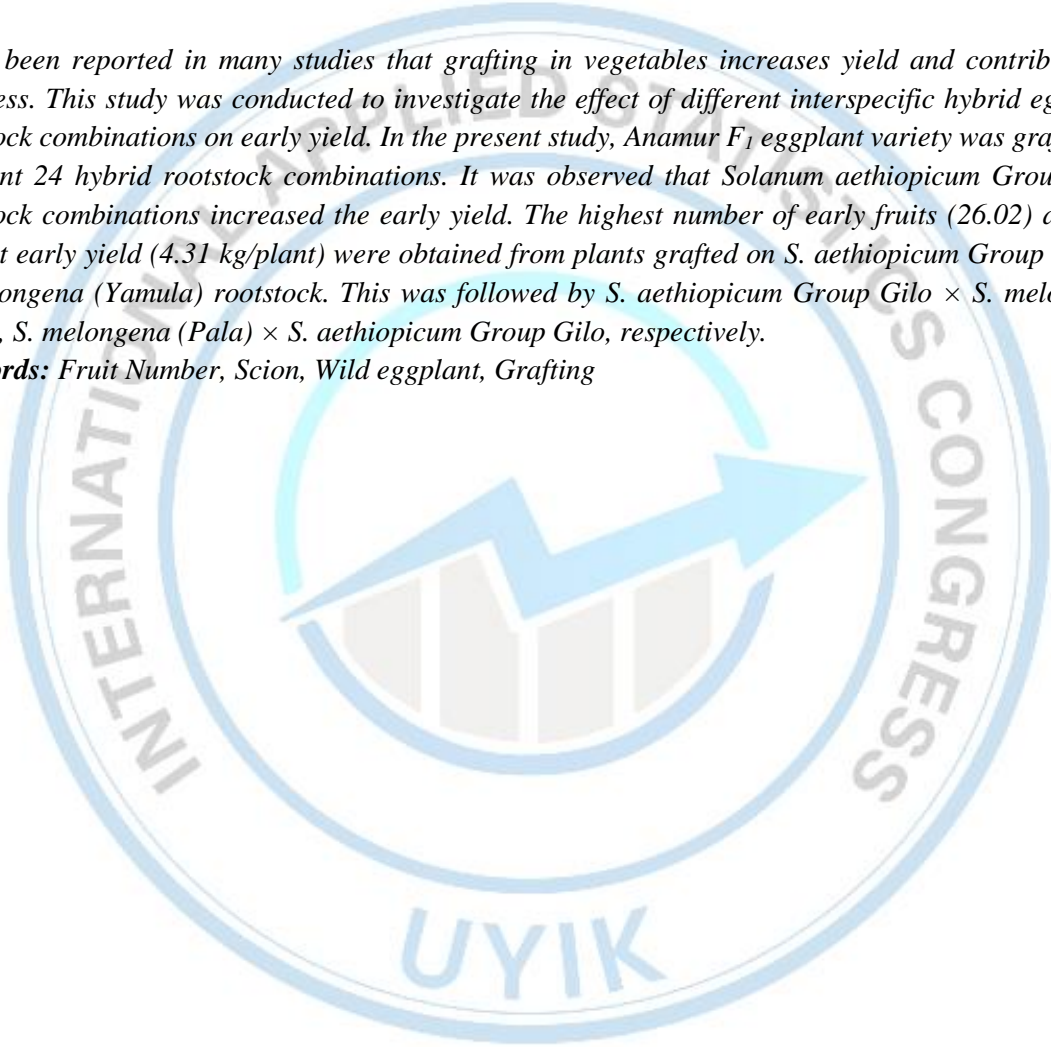 been reported in many studies that grafting in vegetables increases yield and contrib
ess. This study was conducted to investigate the effect of different interspecific hybrid eg
ock combinations on early yield. In the present study, Anamur F1 eggplant variety was graf
nt 24 hybrid rootstock combinations. It was observed that Solanum aethiopicum Grou
ock combinations increased the early yield. The highest number of early fruits (26.02) a
t early yield (4.31 kg/plant) were obtained from plants grafted on S. aethiopicum Group
ongena (Yamula) rootstock. This was followed by S. aethiopicum Group Gilo × S. melo
, S. melongena (Pala) × S. aethiopicum Group Gilo, respectively.
rds: Fruit Number, Scion, Wild eggplant, Grafting
INTERNATIONAL APPLIED STATISTICS CONGRESS
UYIK